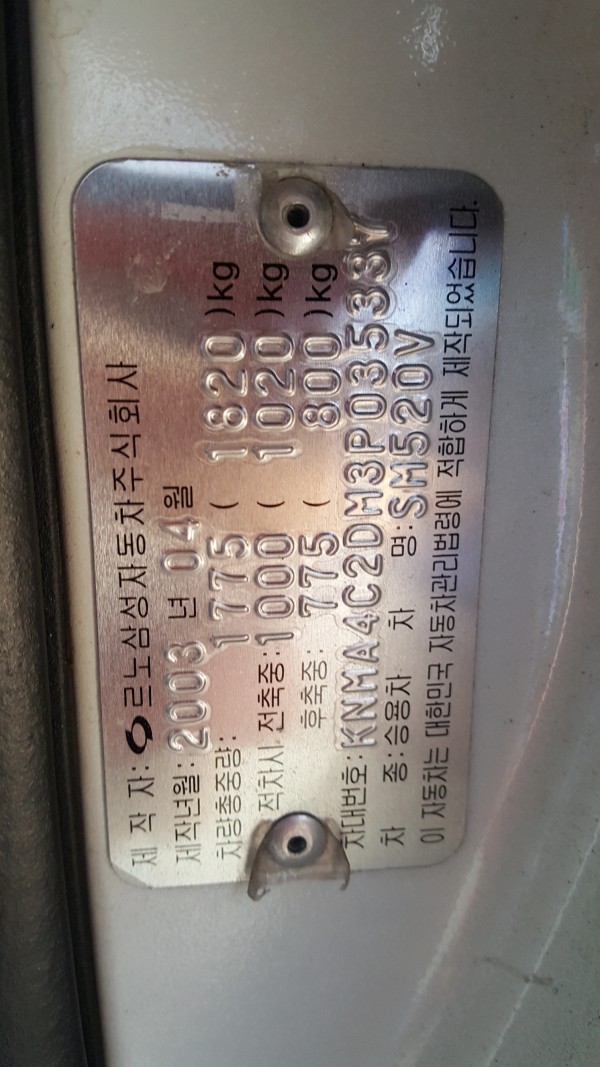 제 작 자: 르노삼성자동차주식회사
제작년월: 2003 년 04 월
차량총중량: 1775 ( 1820 )kg
적차시 전축중: 1000 ( 1020 )kg
후축중: 775 ( 800 )kg
차대번호: KNMA4C2DM3P035337
차 종: 승용차 차 명: SM520V
이 자동차는 대한민국 자동차관리법령에 적합하게 제작되었습니다.